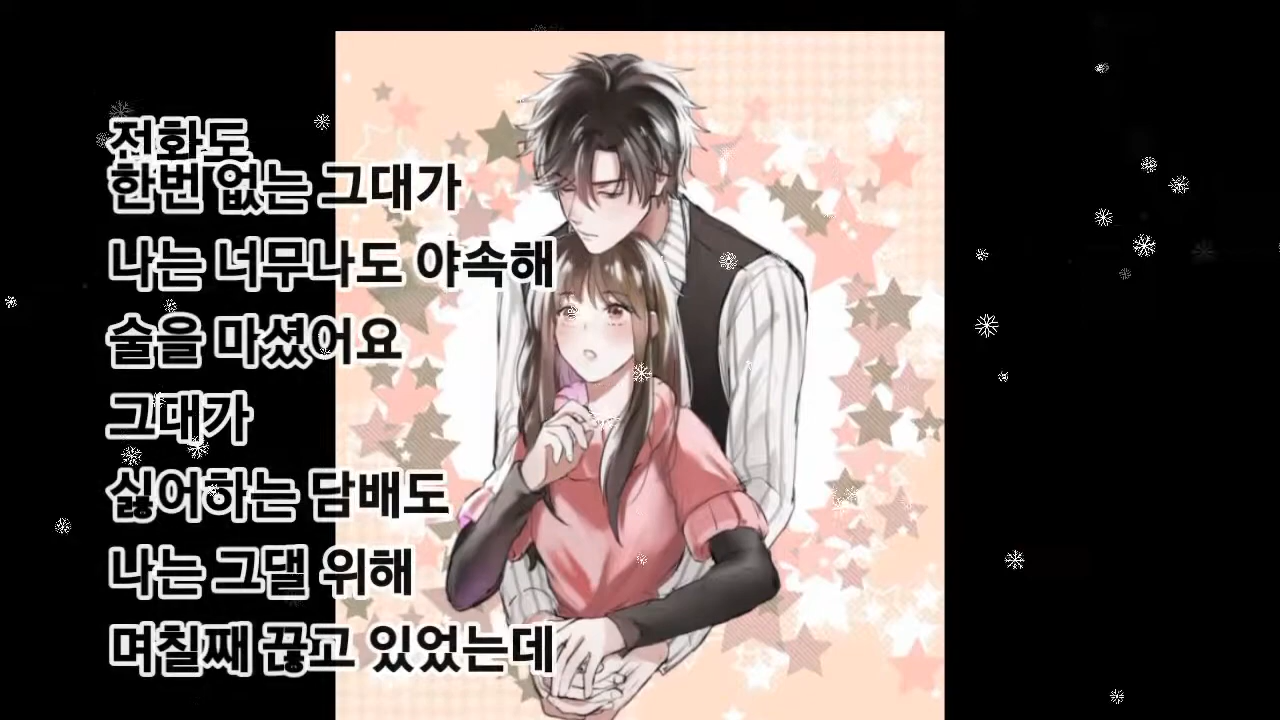 전화도
한번 없는 그대가
나는 너무나도 야속해
술을 마셨어요
그대가
싫어하는 담배도
나는 그댈 위해
며칠째 끊고 있었는데